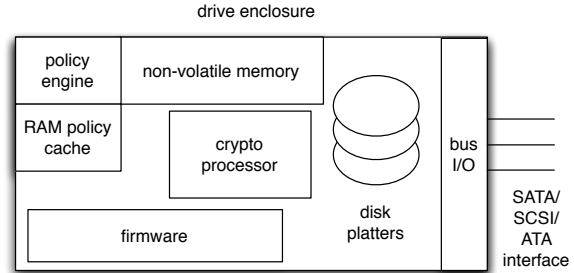 drive enclosure
policy
engine
non-volatile memory
RAM policy
cache
crypto
processor
bus
I/O
disk
platters
firmware
SATA/
SCSI/
ATA
interface